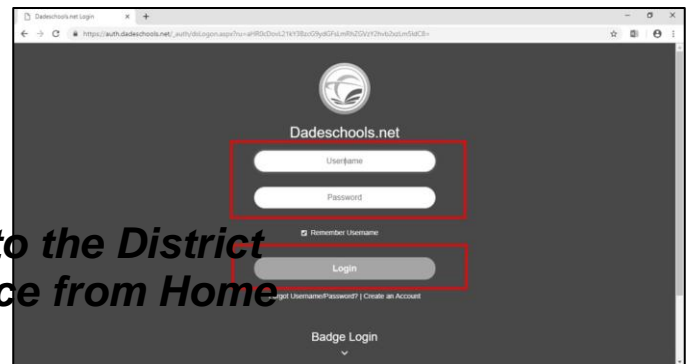 Dadeschools.net Login
https://auth.dadeschools.net/_auth/doLogon.aspx?ru=
Dadeschools.net
Username
Password
to the District
Remember Username
Login
ce from Home
Forgot Username/Password? | Create an Account
Badge Login